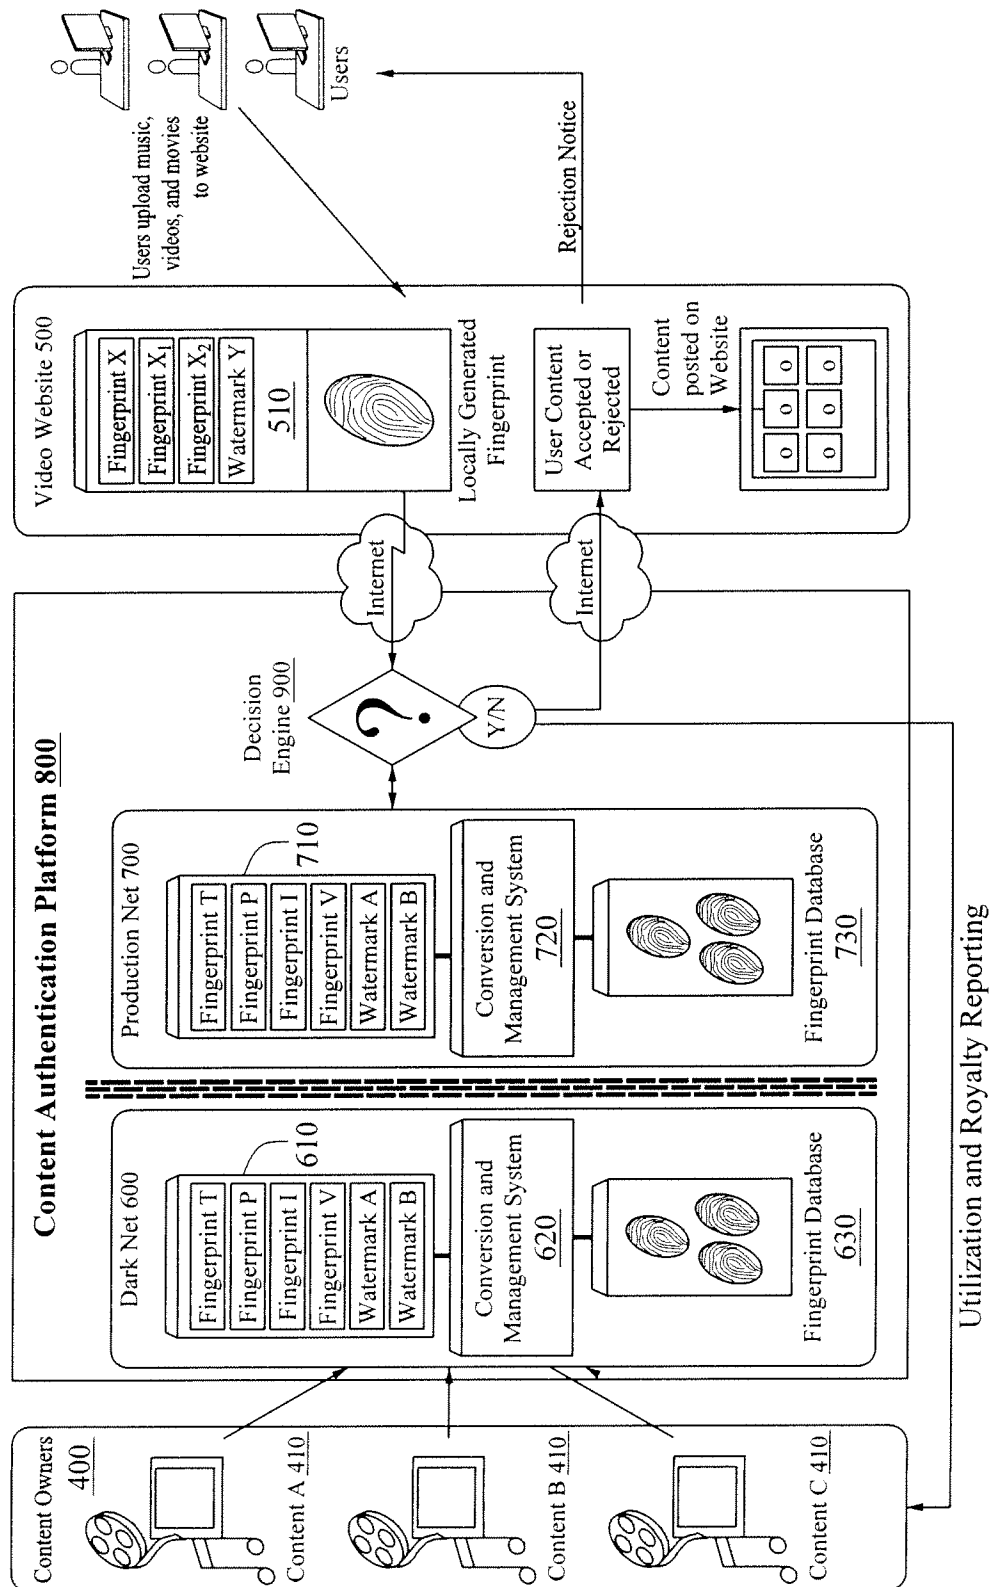 Content Authentication Platform 800
Content Owners
400
Content A 410
Content B 410
Content C 410
Dark Net 600
Fingerprint T
Fingerprint P
Fingerprint I
Fingerprint V
Watermark A
Watermark B
610
Conversion and
Management System
620
Fingerprint Database
630
Production Net 700
Fingerprint T
Fingerprint P
Fingerprint I
Fingerprint V
Watermark A
Watermark B
710
Conversion and
Management System
720
Fingerprint Database
730
Decision
Engine 900
?
Y/N
Internet
Internet
Video Website 500
Fingerprint X
Fingerprint X1
Fingerprint X2
Watermark Y
510
Locally Generated
Fingerprint
User Content
Accepted or
Rejected
Content
posted on
Website
o
o
o
o
o
o
Users upload music,
videos, and movies
to website
Users
Rejection Notice
Utilization and Royalty Reporting